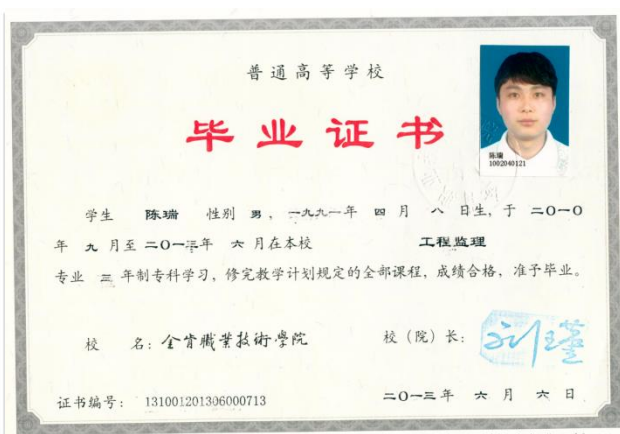 普通高等学校
毕业证书
陈瑞
1002040121
学生 陈瑞 性别 男，一九九一年 四 月 八 日生，于 二〇一〇
年 九 月至 二〇一三年 六 月在本校 工程监理
专业 三 年制专科学习，修完教学计划规定的全部课程，成绩合格，准予毕业。
校 名：金肯職業技術學院
校（院）长：
证书编号： 131001201306000713
二〇一三年 六 月 六 日